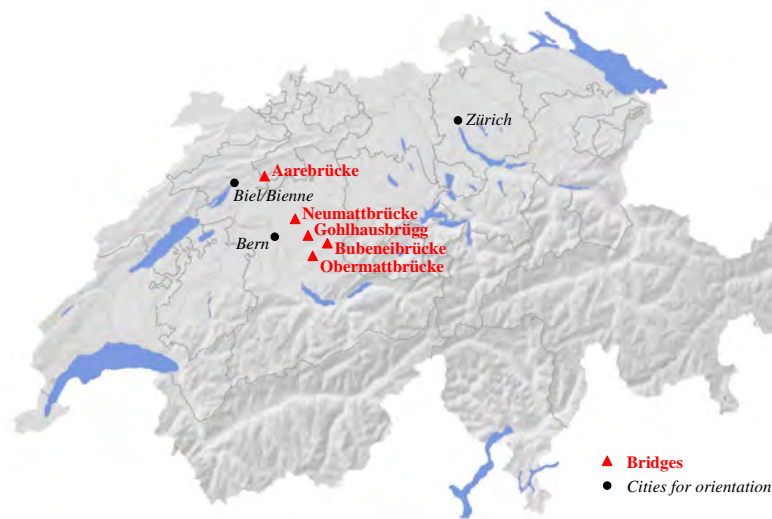 Zürich
Aarebrücke
Biel/Bienne
Neumattbrücke
Gohlhausbrügg
Bern
Bubeneibrücke
Obermattbrücke
Bridges
Cities for orientation